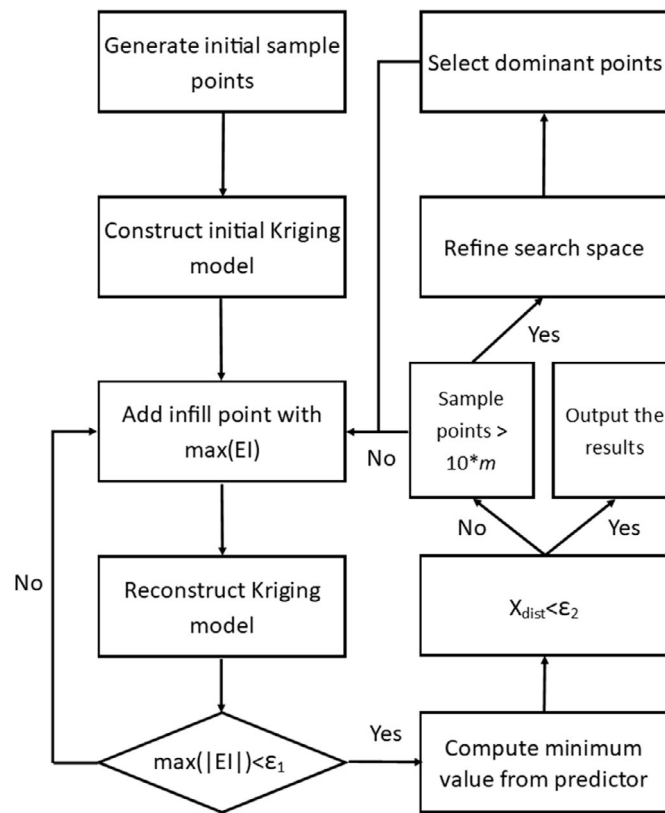 Generate initial sample
points
Construct initial Kriging
model
Add infill point with
max(EI)
Reconstruct Kriging
model
max(|EI|)<ε₁
No
Yes
Compute minimum
value from predictor
X_dist<ε₂
No
Yes
Sample
points >
10*m
Output the
results
No
Yes
Refine search space
Select dominant points